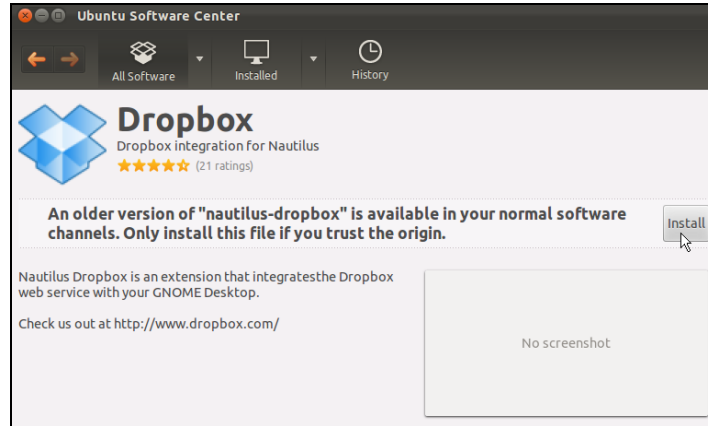 Ubuntu Software Center
All Software
Installed
History
Dropbox
Dropbox integration for Nautilus
(21 ratings)
An older version of "nautilus-dropbox" is available in your normal software
channels. Only install this file if you trust the origin.
Install
Nautilus Dropbox is an extension that integratesthe Dropbox
web service with your GNOME Desktop.
Check us out at http://www.dropbox.com/
No screenshot